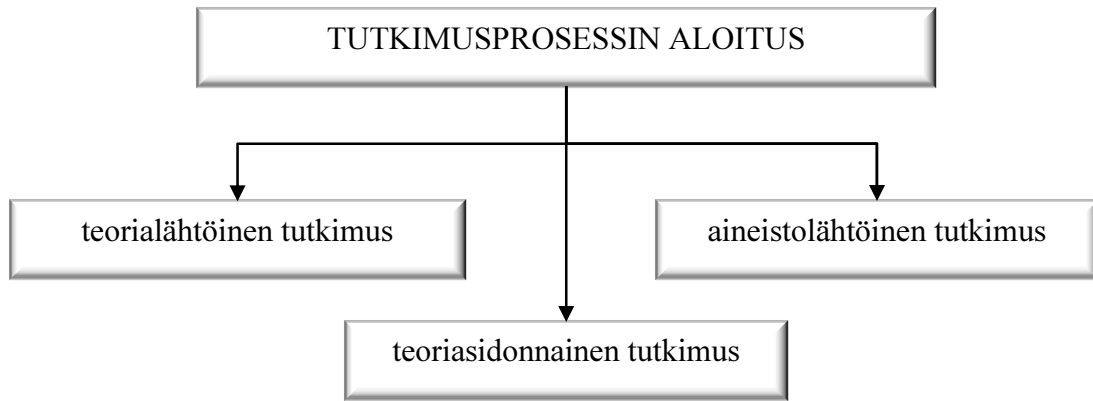 TUTKIMUSPROSESSIN ALOITUS
teorialähtöinen tutkimus
aineistolähtöinen tutkimus
teoriasidonnainen tutkimus